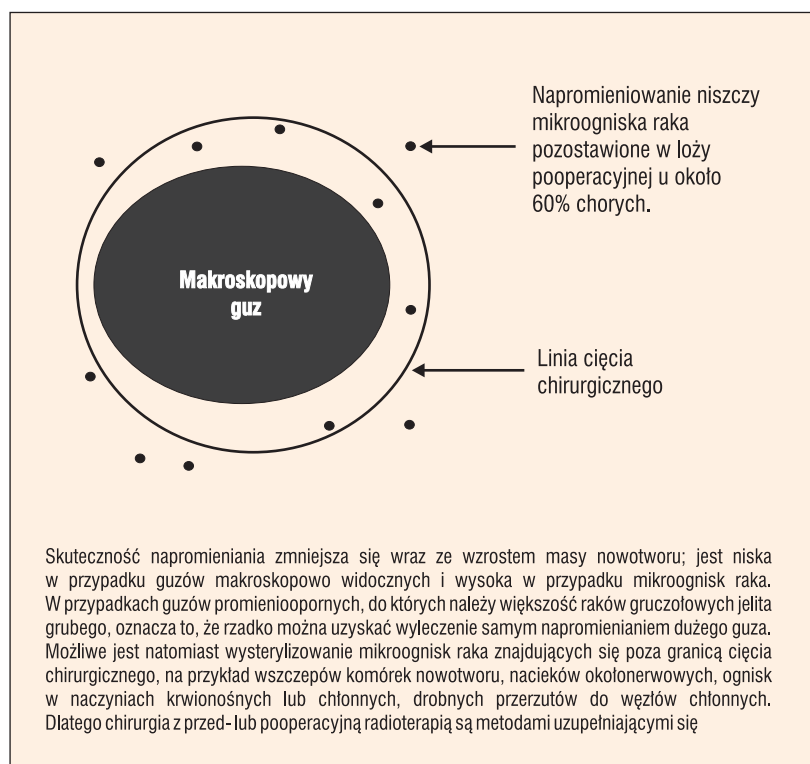 Napromieniowanie niszczy
mikroogniska raka
pozostawione w loży
pooperacyjnej u około
60% chorych.
Makroskopowy
guz
Linia cięcia
chirurgicznego
Skuteczność napromieniania zmniejsza się wraz ze wzrostem masy nowotworu; jest niska
w przypadku guzów makroskopowo widocznych i wysoka w przypadku mikroognisk raka.
W przypadkach guzów promienioopornych, do których należy większość raków gruczołowych jelita
grubego, oznacza to, że rzadko można uzyskać wyleczenie samym napromienianiem dużego guza.
Możliwe jest natomiast wysterylizowanie mikroognisk raka znajdujących się poza granicą cięcia
chirurgicznego, na przykład wszczepów komórek nowotworu, nacieków okołonerwowych, ognisk
w naczyniach krwionośnych lub chłonnych, drobnych przerzutów do węzłów chłonnych.
Dlatego chirurgia z przed- lub pooperacyjną radioterapią są metodami uzupełniającymi się